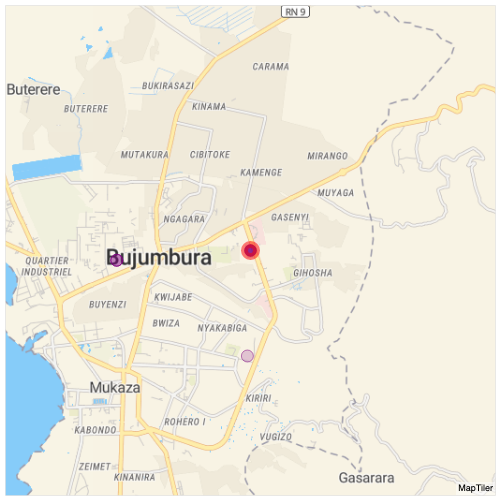 RN 9
CARAMA
BUKIRASAZI
Buterere
KINAMA
BUTERERE
MUTAKURA
CIBITOKE
MIRANGO
KAMENGE
MUYAGA
NGAGARA
GASENYI
Bujumbura
QUARTIER
INDUSTRIEL
GIHOSHA
KWIJABE
BUYENZI
BWIZA
NYAKABIGA
Mukaza
KIRIRI
ROHERO I
KABONDO
VUGIZO
ZEIMET
KINANIRA
Gasarara
MapTiler